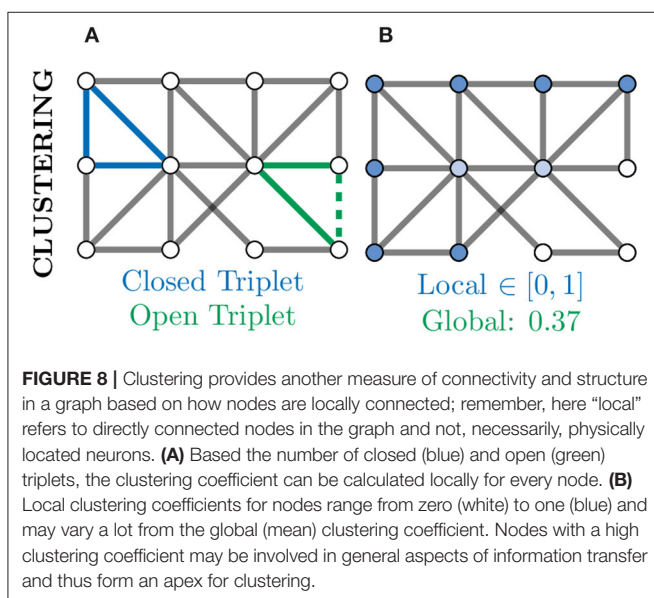 A
B
CLUSTERING
Closed Triplet
Open Triplet
Local ∈ [0, 1]
Global: 0.37
FIGURE 8 | Clustering provides another measure of connectivity and structure
in a graph based on how nodes are locally connected; remember, here “local”
refers to directly connected nodes in the graph and not, necessarily, physically
located neurons. (A) Based the number of closed (blue) and open (green)
triplets, the clustering coefficient can be calculated locally for every node. (B)
Local clustering coefficients for nodes range from zero (white) to one (blue) and
may vary a lot from the global (mean) clustering coefficient. Nodes with a high
clustering coefficient may be involved in general aspects of information transfer
and thus form an apex for clustering.